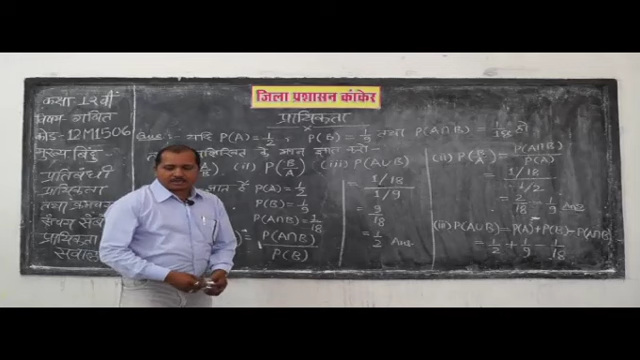 जिला प्रशासन कांकेर
कक्षा 12वी
विषय गणित
कोड- 12M1506
मुख्य बिंदु-
प्रतिबंधी
प्रायिकता
तथा
प्रायिकता
सवाल
प्रायिकता
Que:- यदि P(A) = 1/2, P(B) = 1/9 तथा P(A∩B) = 1/18 हो
के मान ज्ञात करो
(ii) P(B/A) (iii) P(A∪B)
ज्ञात है P(A) = 1/2
P(B) = 1/9
P(A∩B) = 1/18
= P(A∩B)/P(B)
= (1/18)/(1/9)
= 9/18
= 1/2 Ans.
(ii) P(B/A) = P(A∩B)/P(A)
= (1/18)/(1/2)
= 2/18 = 1/9 Ans
(iii) P(A∪B) = P(A) + P(B) - P(A∩B)
= 1/2 + 1/9 - 1/18